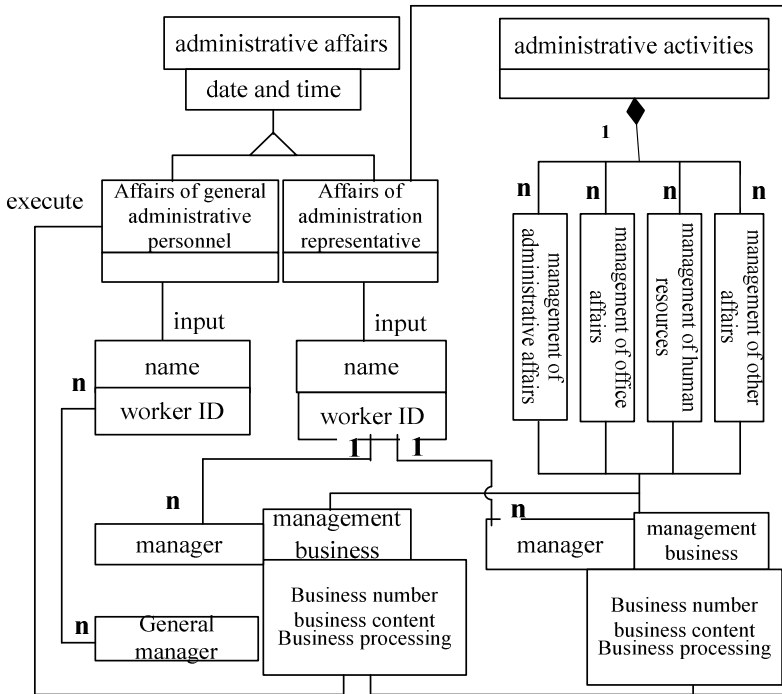 administrative affairs
date and time
administrative activities
1
Affairs of general
administrative
personnel
Affairs of
administration
representative
execute
n
n
n
n
management of
administrative affairs
management of office
affairs
management of human
resources
management of other
affairs
input
input
name
worker ID
n
name
worker ID
1
1
n
manager
management
business
Business number
business content
Business processing
n
General
manager
n
manager
management
business
Business number
business content
Business processing